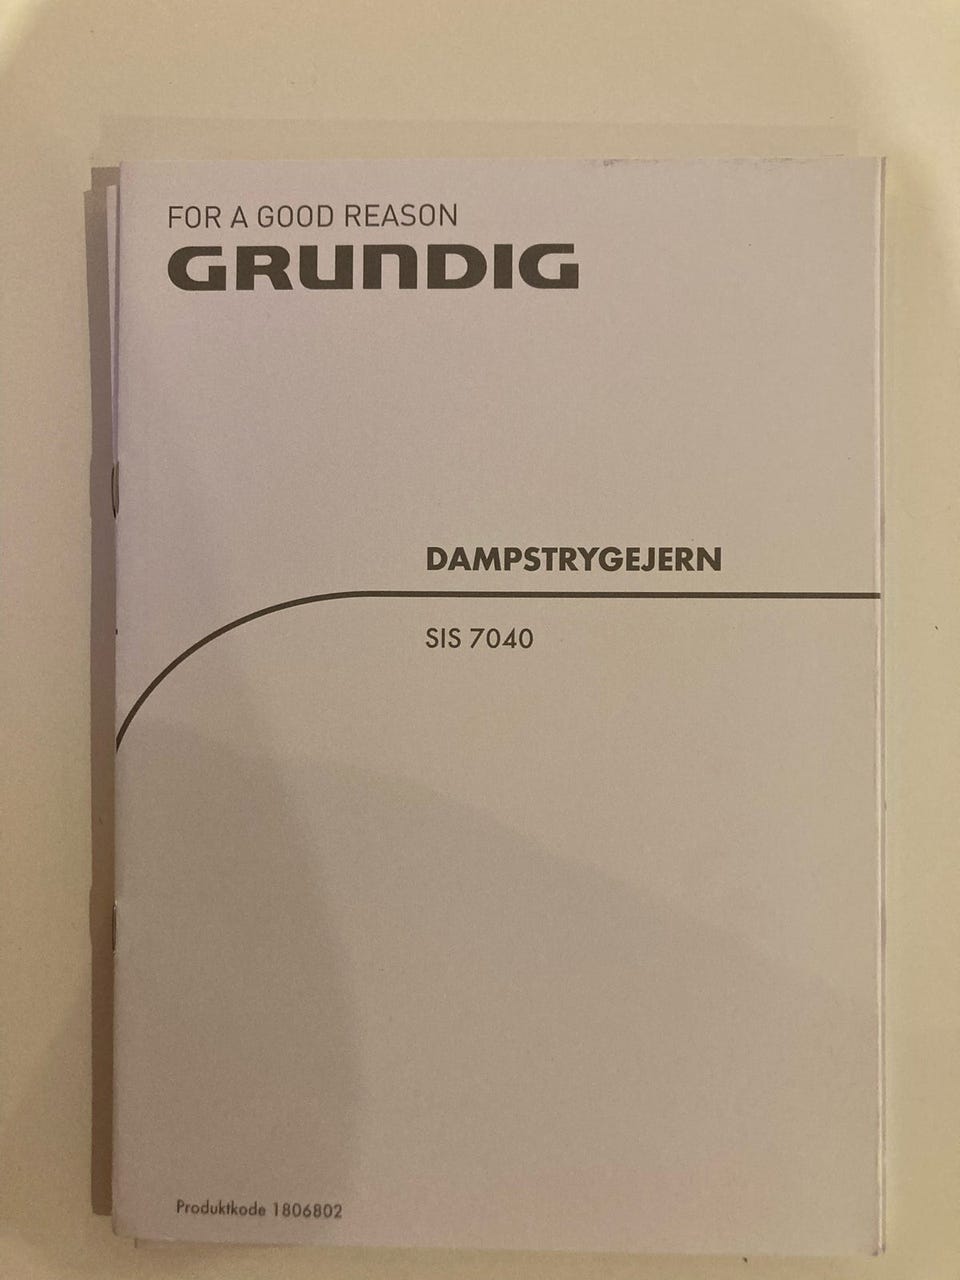 FOR A GOOD REASON
GRUNDIG
DAMPSTRYGEJERN
SIS 7040
Produktkode 1806802